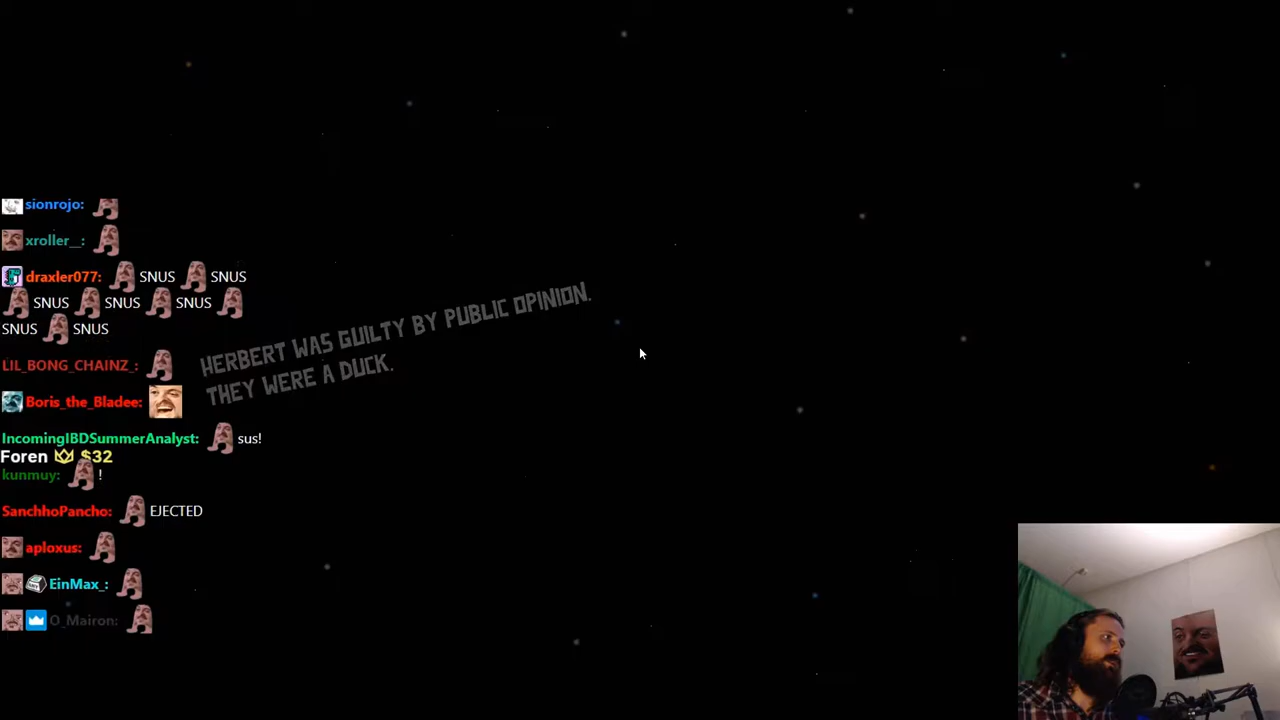 sionrojo:
xroller__:
draxler077: SNUS SNUS
SNUS SNUS SNUS
SNUS SNUS
HERBERT WAS GUILTY BY PUBLIC OPINION.
THEY WERE A DUCK.
LIL_BONG_CHAINZ_:
Boris_the_Bladee:
IncomingIBDSummerAnalyst: sus!
Foren $32
kunmuy: !
SanchhoPancho: EJECTED
aploxus:
EinMax_:
O_Mairon: